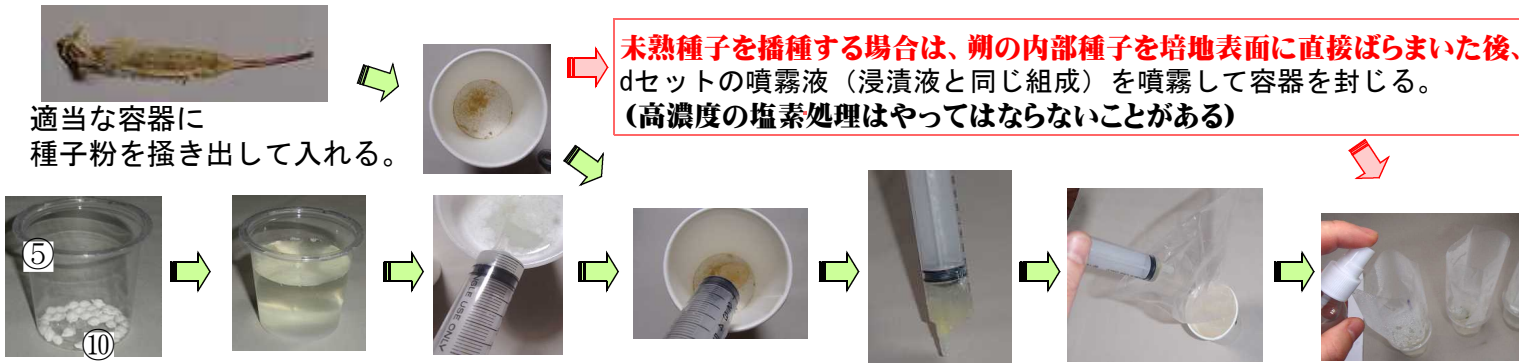 未熟種子を播種する場合は、朔の内部種子を培地表面に直接ばらまいた後、
dセットの噴霧液（浸漬液と同じ組成）を噴霧して容器を封じる。
(高濃度の塩素処理はやってはならないことがある)
適当な容器に
種子粉を掻き出して入れる。
⑤
⑩
USE ONLY